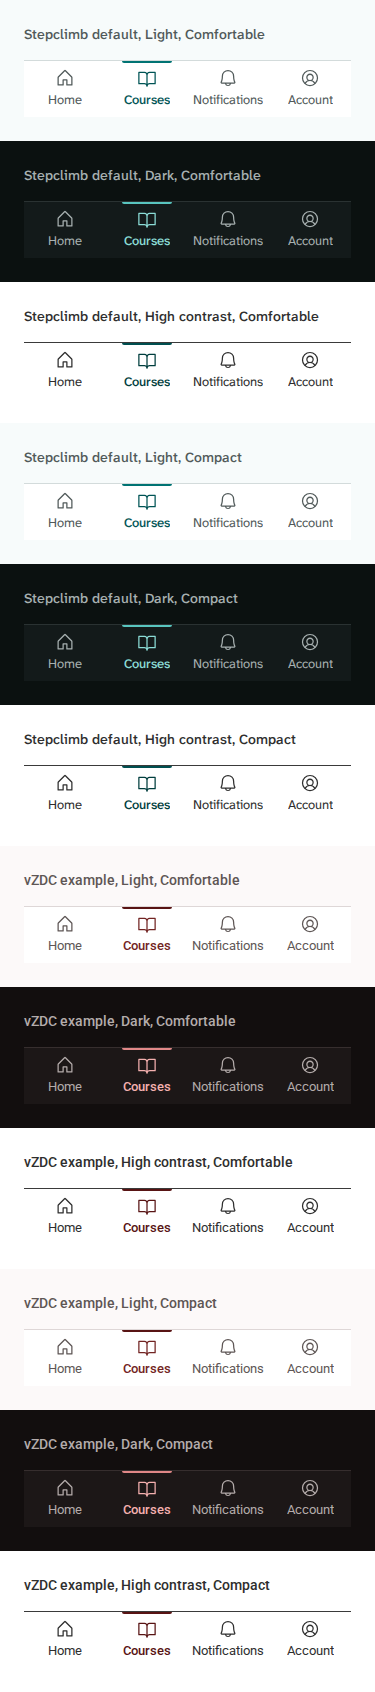 Stepclimb default, Light, Comfortable
Home Courses Notifications Account
Stepclimb default, Dark, Comfortable
Home Courses Notifications Account
Stepclimb default, High contrast, Comfortable
Home Courses Notifications Account
Stepclimb default, Light, Compact
Home Courses Notifications Account
Stepclimb default, Dark, Compact
Home Courses Notifications Account
Stepclimb default, High contrast, Compact
Home Courses Notifications Account
vZDC example, Light, Comfortable
Home Courses Notifications Account
vZDC example, Dark, Comfortable
Home Courses Notifications Account
vZDC example, High contrast, Comfortable
Home Courses Notifications Account
vZDC example, Light, Compact
Home Courses Notifications Account
vZDC example, Dark, Compact
Home Courses Notifications Account
vZDC example, High contrast, Compact
Home Courses Notifications Account